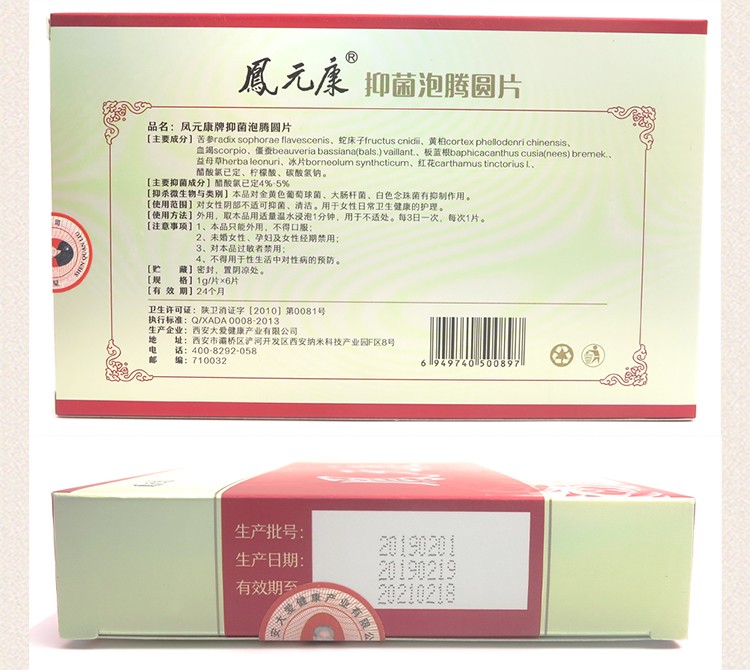 鳳元康® 抑菌泡腾圆片
品名：凤元康牌抑菌泡腾圆片
[主要成分] 苦参radix sophorae flavescenis、蛇床子fructus cnidii、黄柏cortex phellodenri chinensis、
血竭scorpio、僵蚕beauveria bassiana(bals.) vaillant.、板蓝根baphicacanthus cusia(nees) bremek.、
益母草herba leonuri、冰片borneolum synthcticum、红花carthamus tinctorius l.、
醋酸氯已定、柠檬酸、碳酸氢钠。
[主要抑菌成分] 醋酸氯已定4%-5%
[抑杀微生物与类别] 本品对金黄色葡萄球菌、大肠杆菌、白色念珠菌有抑制作用。
[使用范围] 对女性阴部不适可抑菌、清洁。用于女性日常卫生健康的护理。
[使用方法] 外用，取本品用适量温水浸泡1分钟，用于不适处。每3日一次，每次1片。
[注意事项] 1、本品只能外用，不得口服；
2、未婚女性、孕妇及女性经期禁用；
3、对本品过敏者禁用；
4、不得用于性生活中对性病的预防。
[贮 藏] 密封，置阴凉处。
[规 格] 1g/片×6片
[有 效 期] 24个月
卫生许可证：陕卫消证字［2010］第0081号
执行标准：Q/XADA 0008-2013
生产企业：西安大爱健康产业有限公司
地 址：西安市灞桥区浐河开发区西安纳米科技产业园F区8号
电 话：400-8292-058
邮 编：710032
6 949740 500897
生产批号：20190201
生产日期：20190219
有效期至 20210218
安大爱健康产业有限公